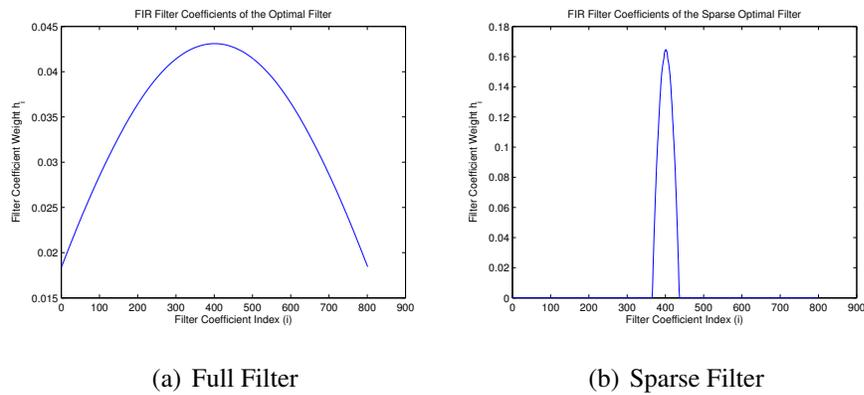 FIR Filter Coefficients of the Optimal Filter
0.045
0.04
0.035
0.03
0.025
0.02
0.015
Filter Coefficient Weight h_i
0 100 200 300 400 500 600 700 800 900
Filter Coefficient Index (i)
(a) Full Filter
FIR Filter Coefficients of the Sparse Optimal Filter
0.18
0.16
0.14
0.12
0.1
0.08
0.06
0.04
0.02
0
Filter Coefficient Weight h_i
0 100 200 300 400 500 600 700 800 900
Filter Coefficient Index (i)
(b) Sparse Filter